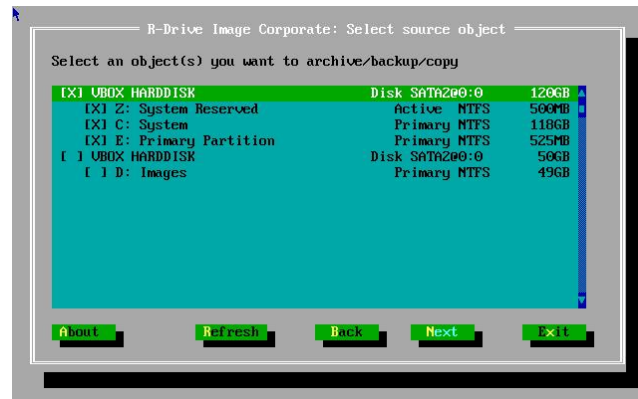 R-Drive Image Corporate: Select source object
Select an object(s) you want to archive/backup/copy
[X] VBOX HARDDISK Disk SATA2@0:0 120GB
[X] Z: System Reserved Active NTFS 500MB
[X] C: System Primary NTFS 118GB
[X] E: Primary Partition Primary NTFS 525MB
[ ] VBOX HARDDISK Disk SATA2@0:0 50GB
[ ] D: Images Primary NTFS 49GB
About Refresh Back Next Exit